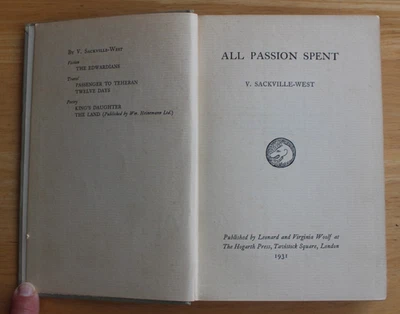 By V. Sackville-West
Fiction
THE EDWARDIANS
Travel
PASSENGER TO TEHERAN
TWELVE DAYS
Poetry
KING'S DAUGHTER
THE LAND (Published by Wm. Heinemann Ltd)
ALL PASSION SPENT
V. SACKVILLE-WEST
Published by Leonard and Virginia Woolf at
The Hogarth Press, Tavistock Square, London
1931